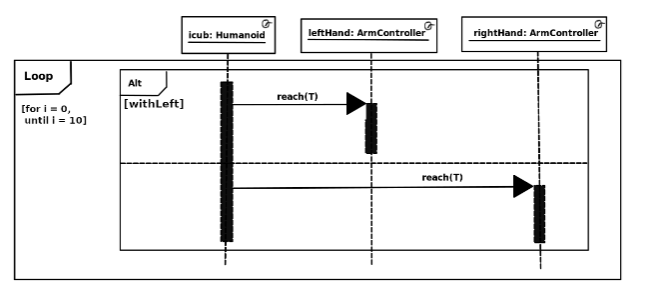 icub: Humanoid
leftHand: ArmController
rightHand: ArmController
Loop
[for i = 0,
until i = 10]
Alt
[withLeft]
reach(T)
reach(T)